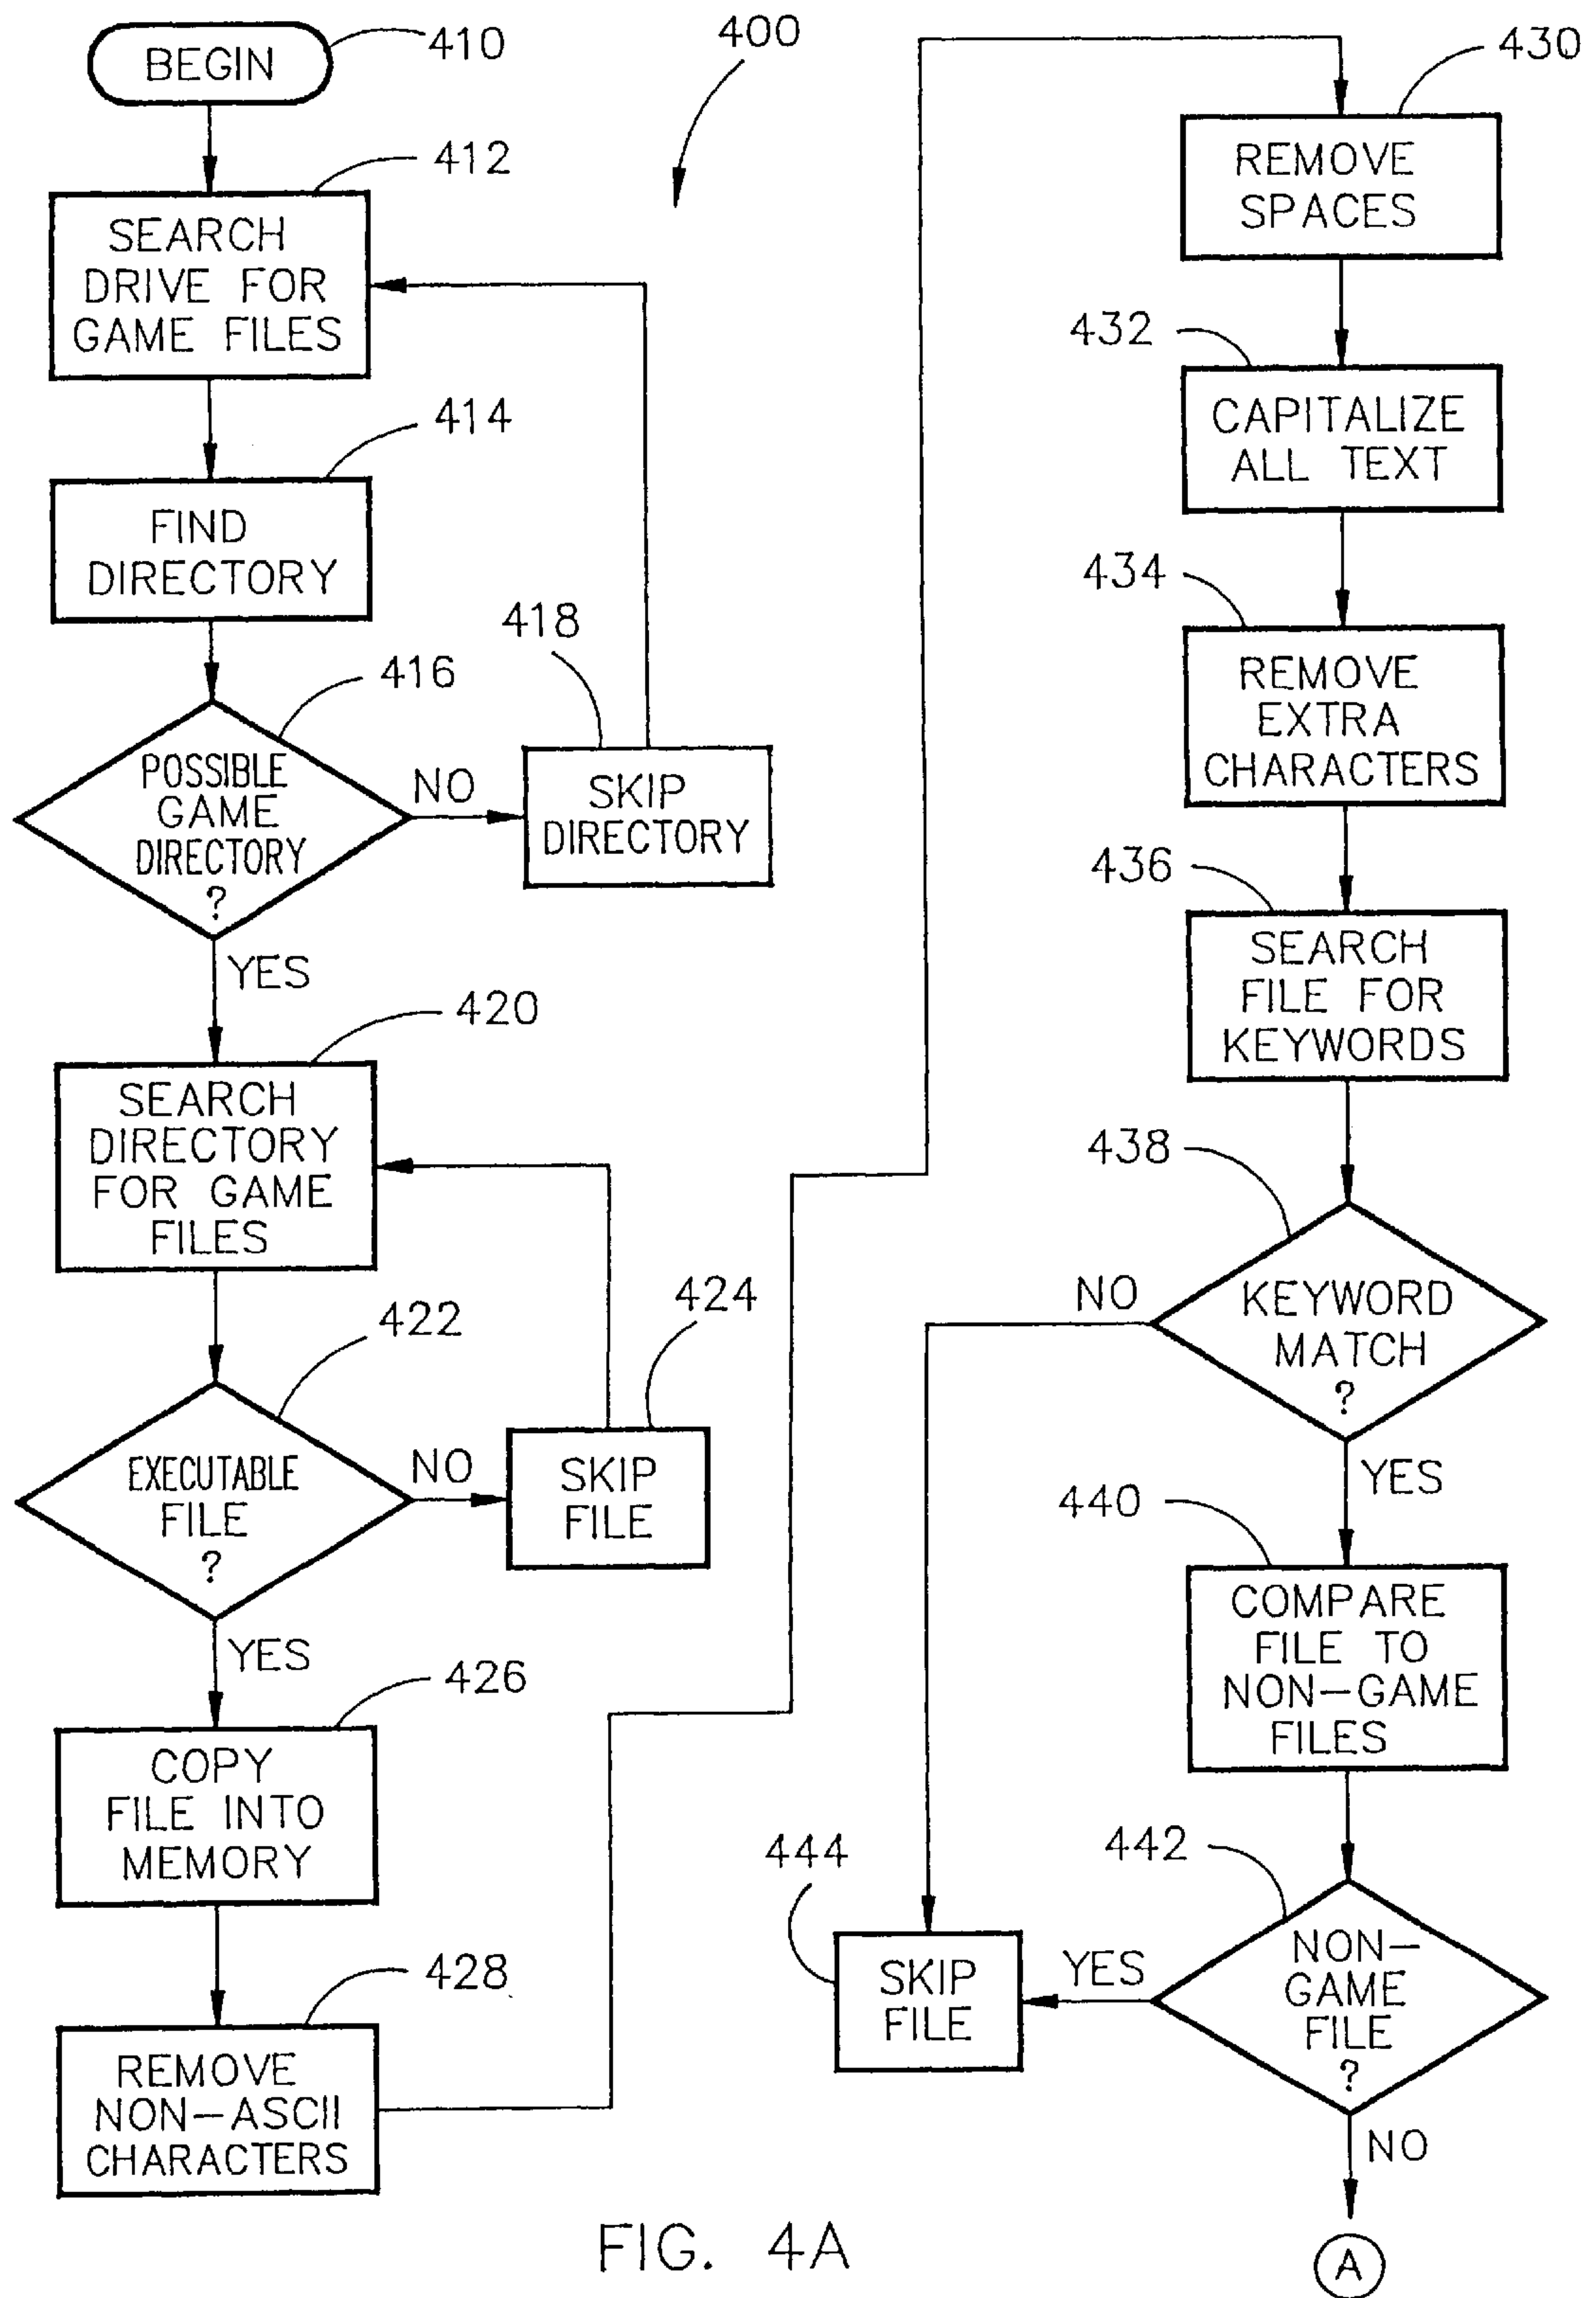 BEGIN
410
400
412
SEARCH
DRIVE FOR
GAME FILES
414
FIND
DIRECTORY
416
418
POSSIBLE
GAME
DIRECTORY
?
NO
SKIP
DIRECTORY
YES
420
SEARCH
DIRECTORY
FOR GAME
FILES
422
424
EXECUTABLE
FILE
?
NO
SKIP
FILE
YES
426
COPY
FILE INTO
MEMORY
428
REMOVE
NON-ASCII
CHARACTERS
430
REMOVE
SPACES
432
CAPITALIZE
ALL TEXT
434
REMOVE
EXTRA
CHARACTERS
436
SEARCH
FILE FOR
KEYWORDS
438
NO
KEYWORD
MATCH
?
YES
440
COMPARE
FILE TO
NON-GAME
FILES
442
444
SKIP
FILE
YES
NON-
GAME
FILE
?
NO
A
FIG. 4A